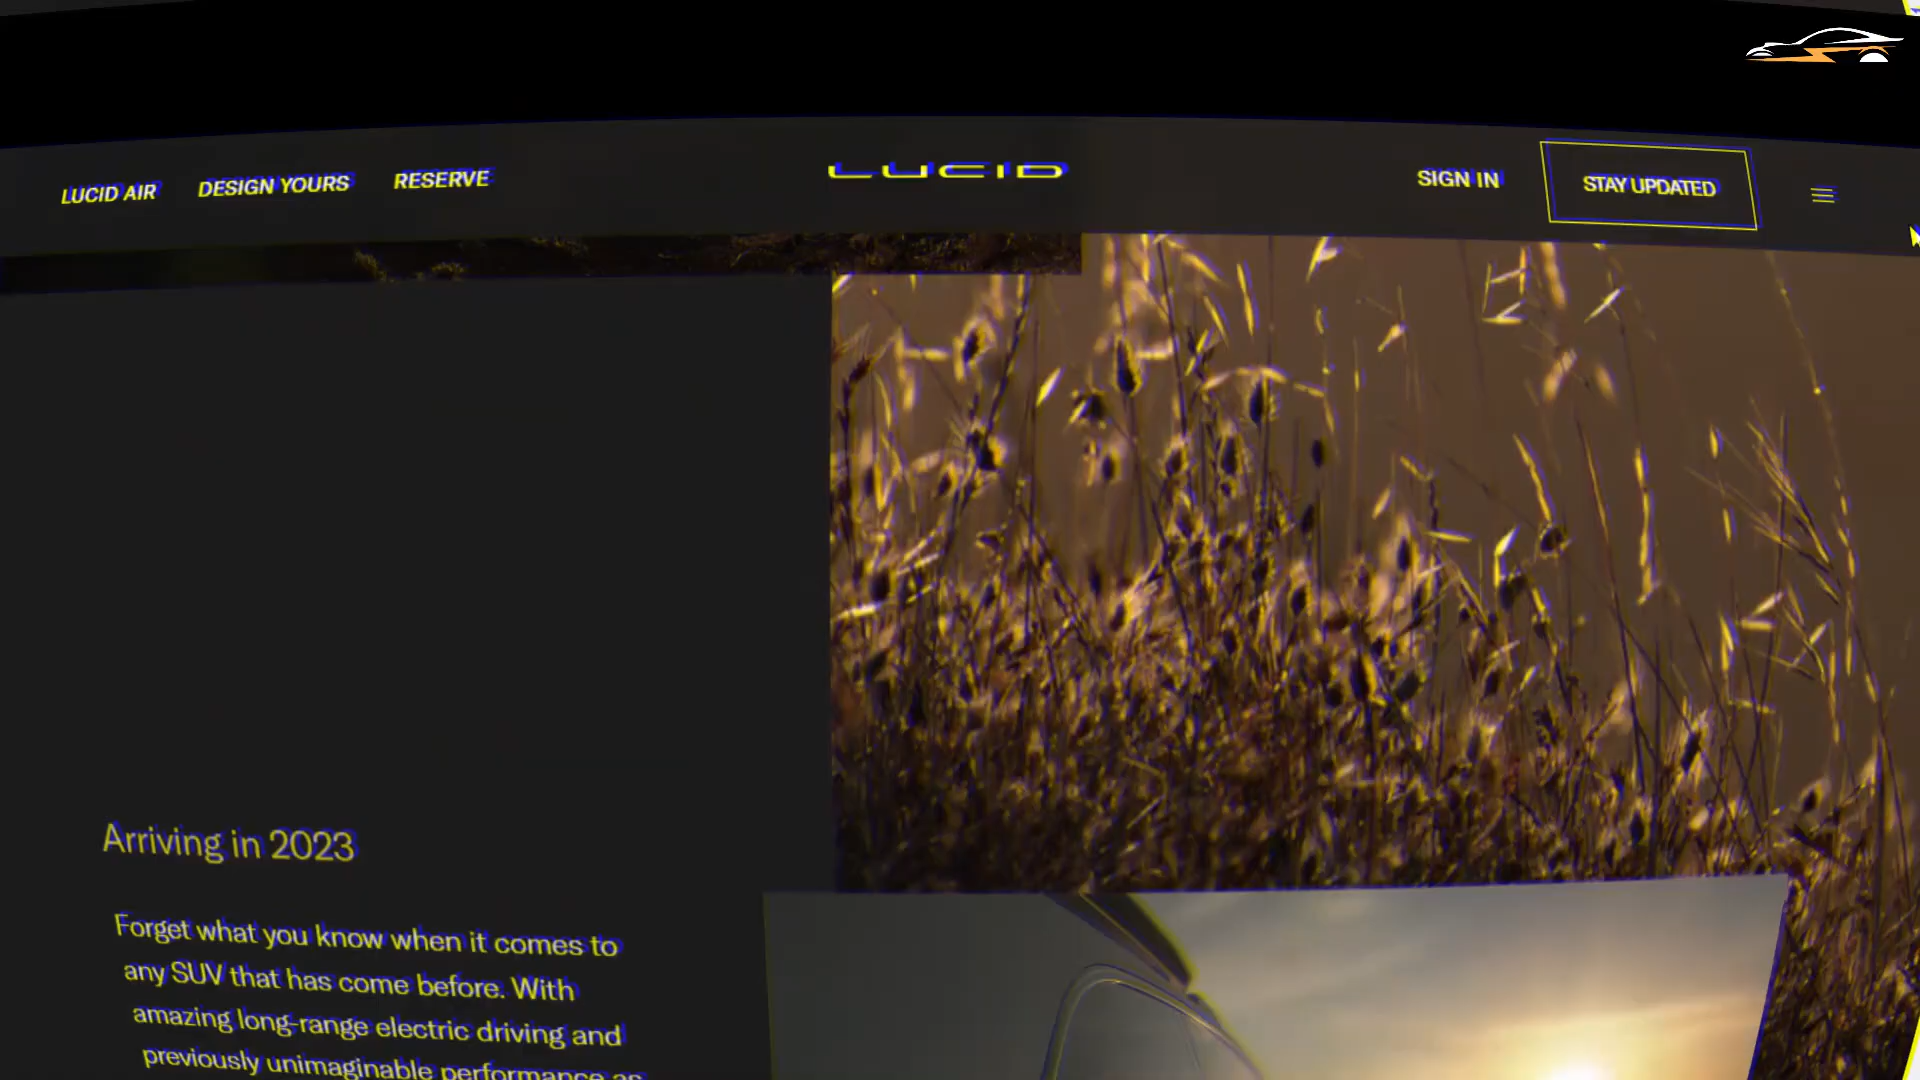 LUCID AIR DESIGN YOURS RESERVE LUCID SIGN IN STAY UPDATED
Arriving in 2023
Forget what you know when it comes to
any SUV that has come before. With
amazing long-range electric driving and
previously unimaginable performance